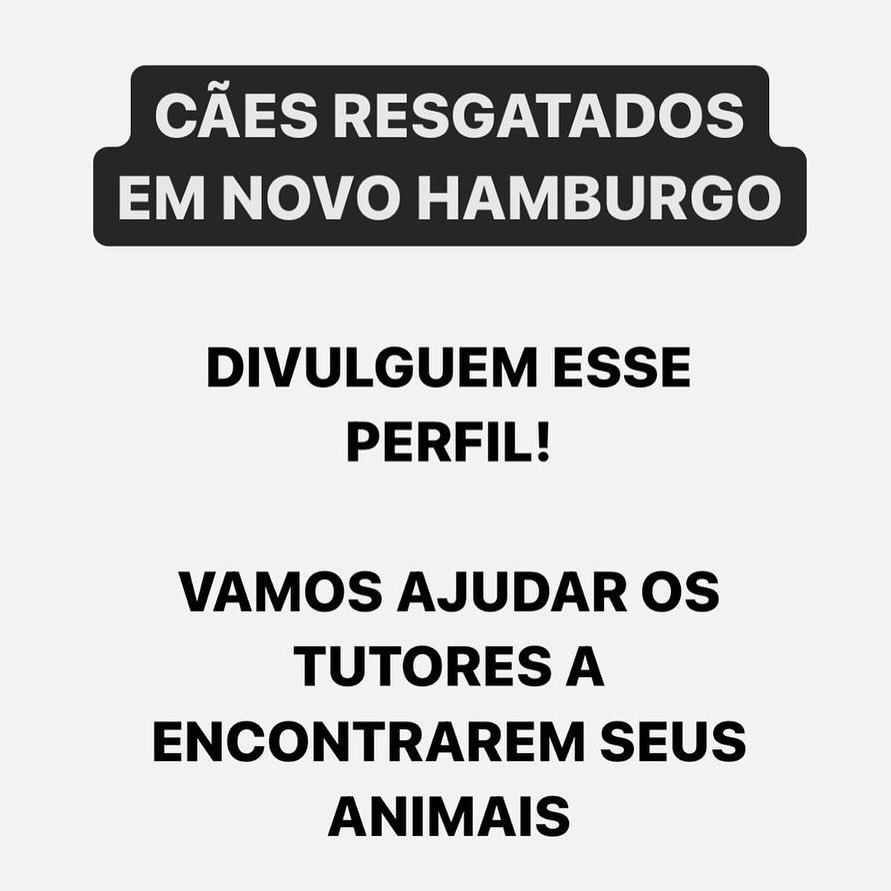 CÃES RESGATADOS
EM NOVO HAMBURGO
DIVULGUEM ESSE
PERFIL!
VAMOS AJUDAR OS
TUTORES A
ENCONTRAREM SEUS
ANIMAIS